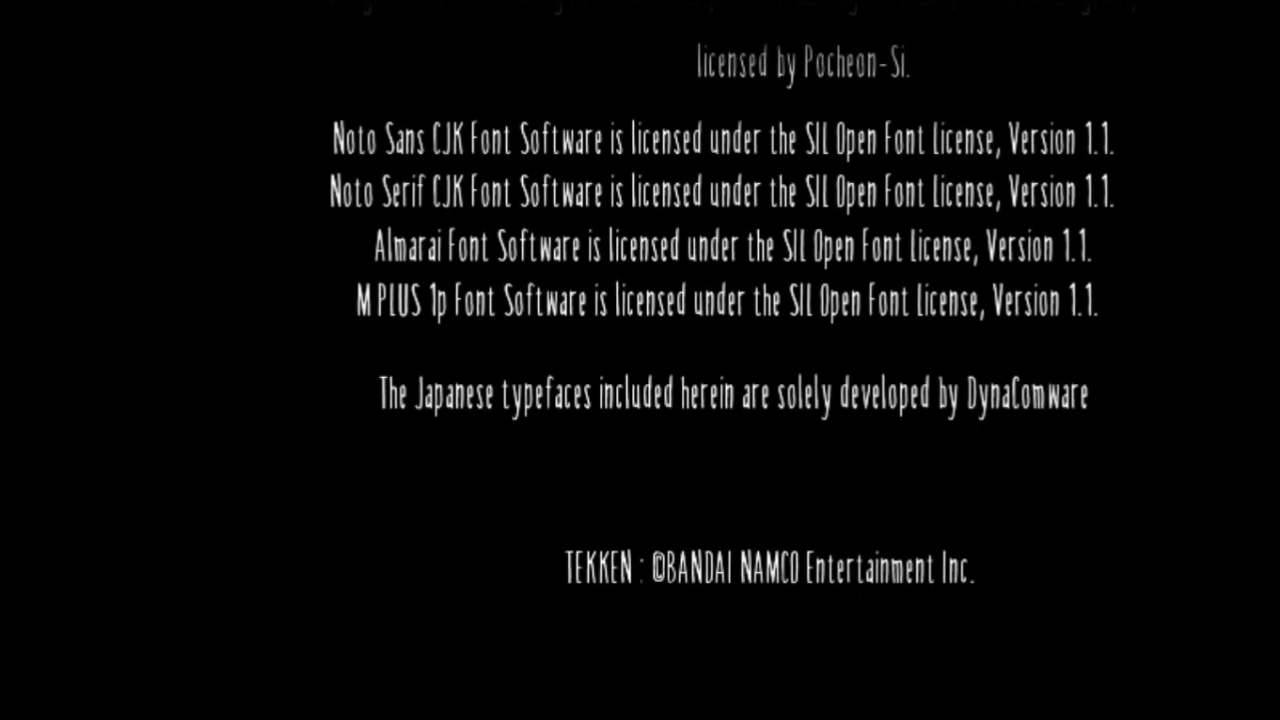 licensed by Pocheon-Si.
Noto Sans CJK Font Software is licensed under the SIL Open Font License, Version 1.1.
Noto Serif CJK Font Software is licensed under the SIL Open Font License, Version 1.1.
Almarai Font Software is licensed under the SIL Open Font License, Version 1.1.
M PLUS 1p Font Software is licensed under the SIL Open Font License, Version 1.1.
The Japanese typefaces included herein are solely developed by DynaComware
TEKKEN : ©BANDAI NAMCO Entertainment Inc.